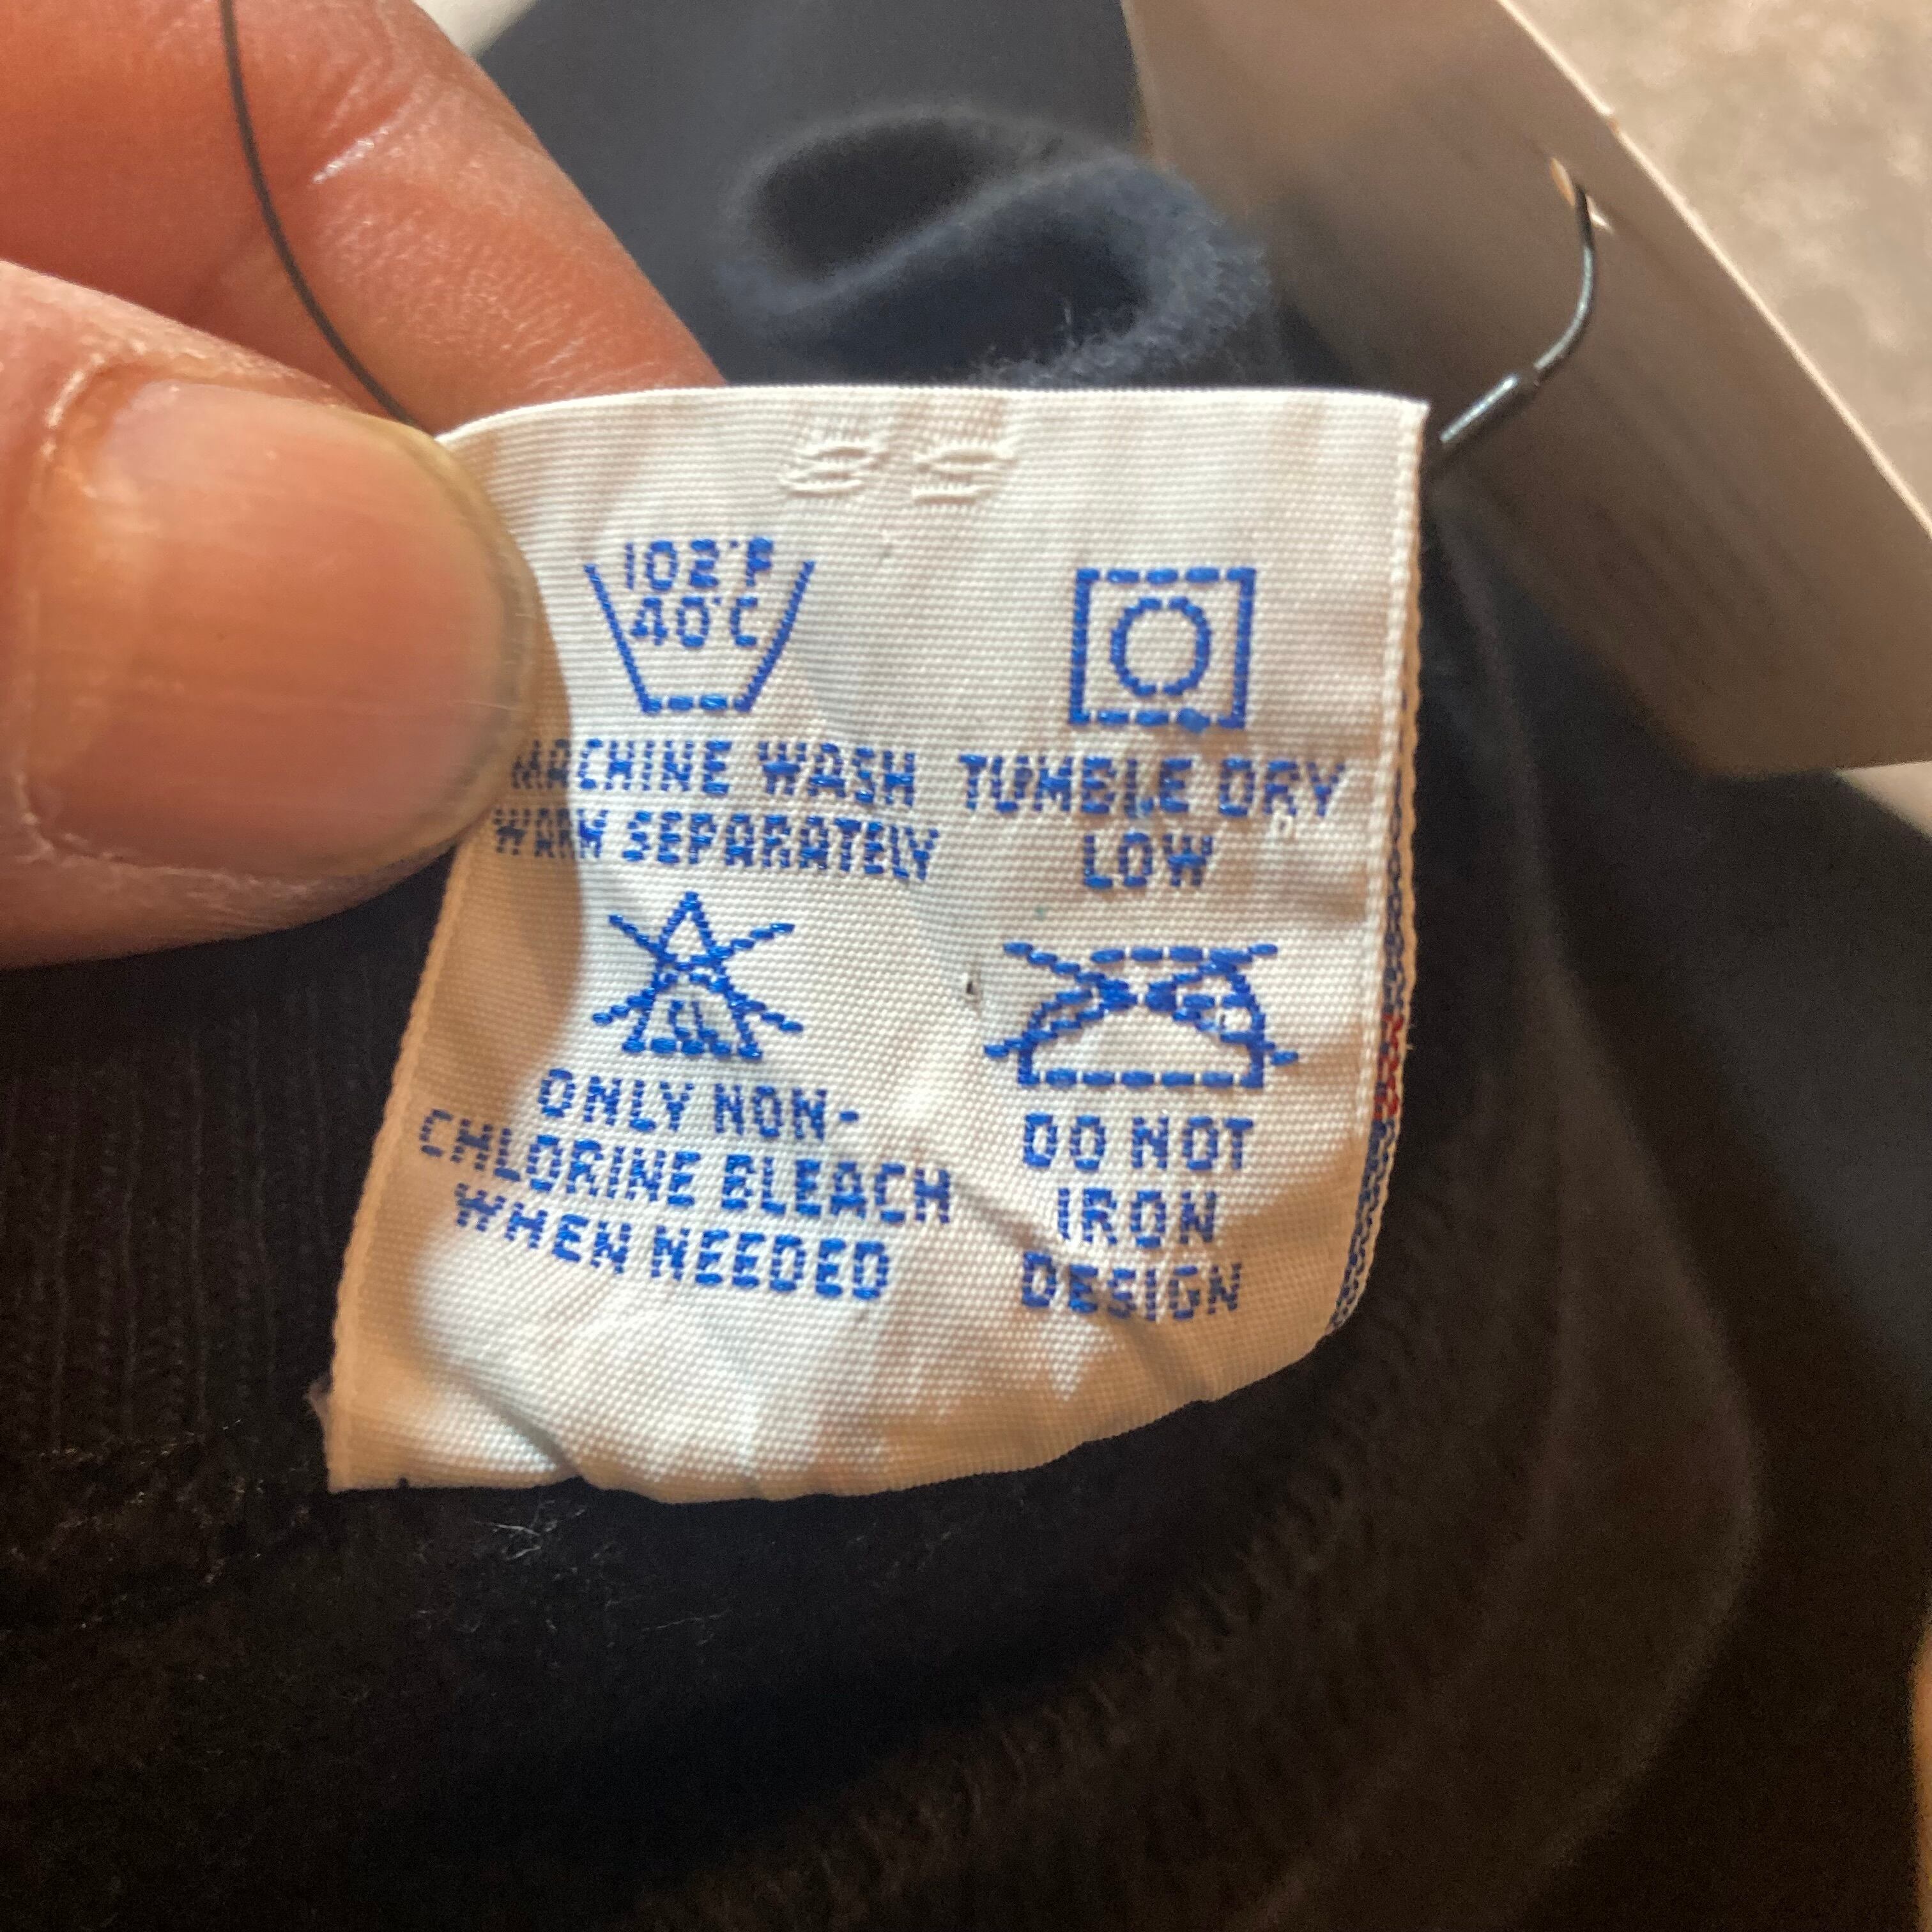 102°F
40°C
MACHINE WASH
WARM SEPARATELY
TUMBLE DRY
LOW
CL
ONLY NON-
CHLORINE BLEACH
WHEN NEEDED
DO NOT
IRON
DESIGN